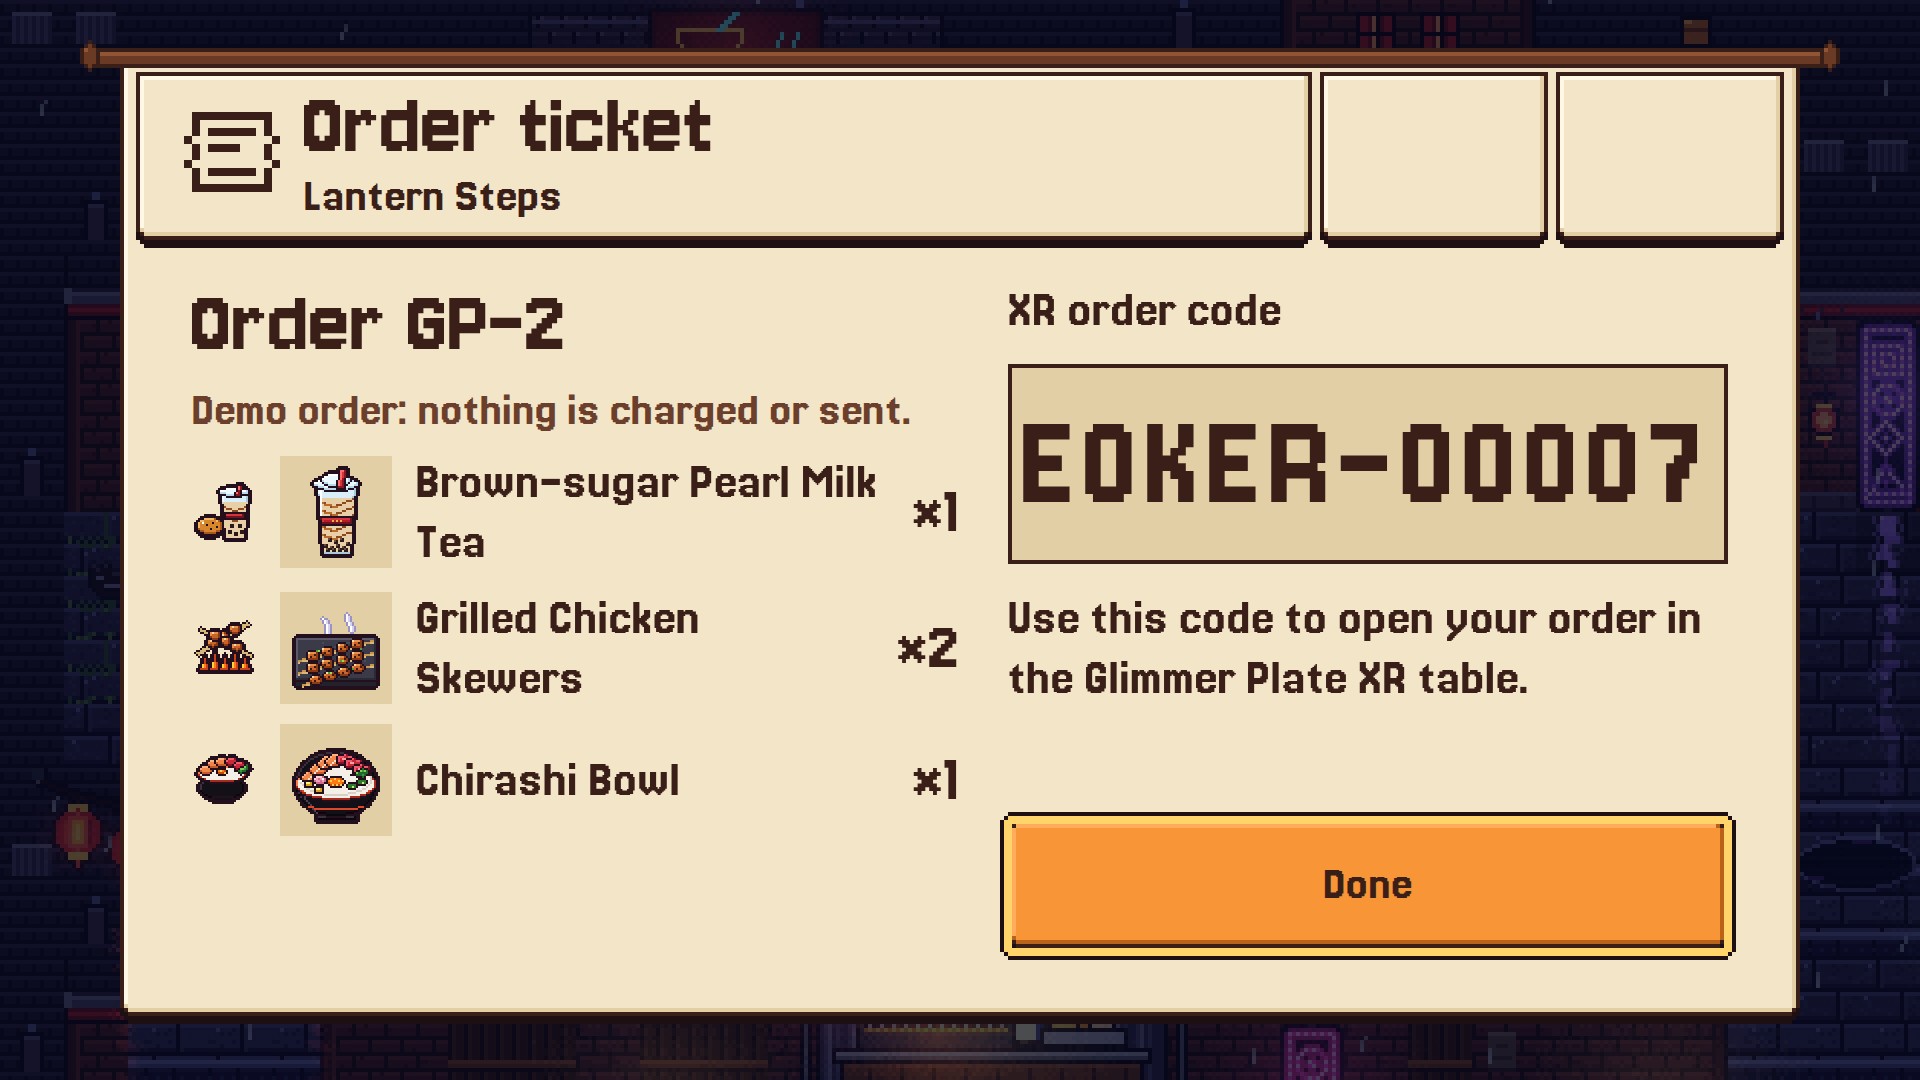 Order ticket
Lantern Steps
Order GP-2
Demo order: nothing is charged or sent.
Brown-sugar Pearl Milk
Tea
×1
Grilled Chicken
Skewers
×2
Chirashi Bowl
×1
XR order code
EOKER-00007
Use this code to open your order in
the Glimmer Plate XR table.
Done